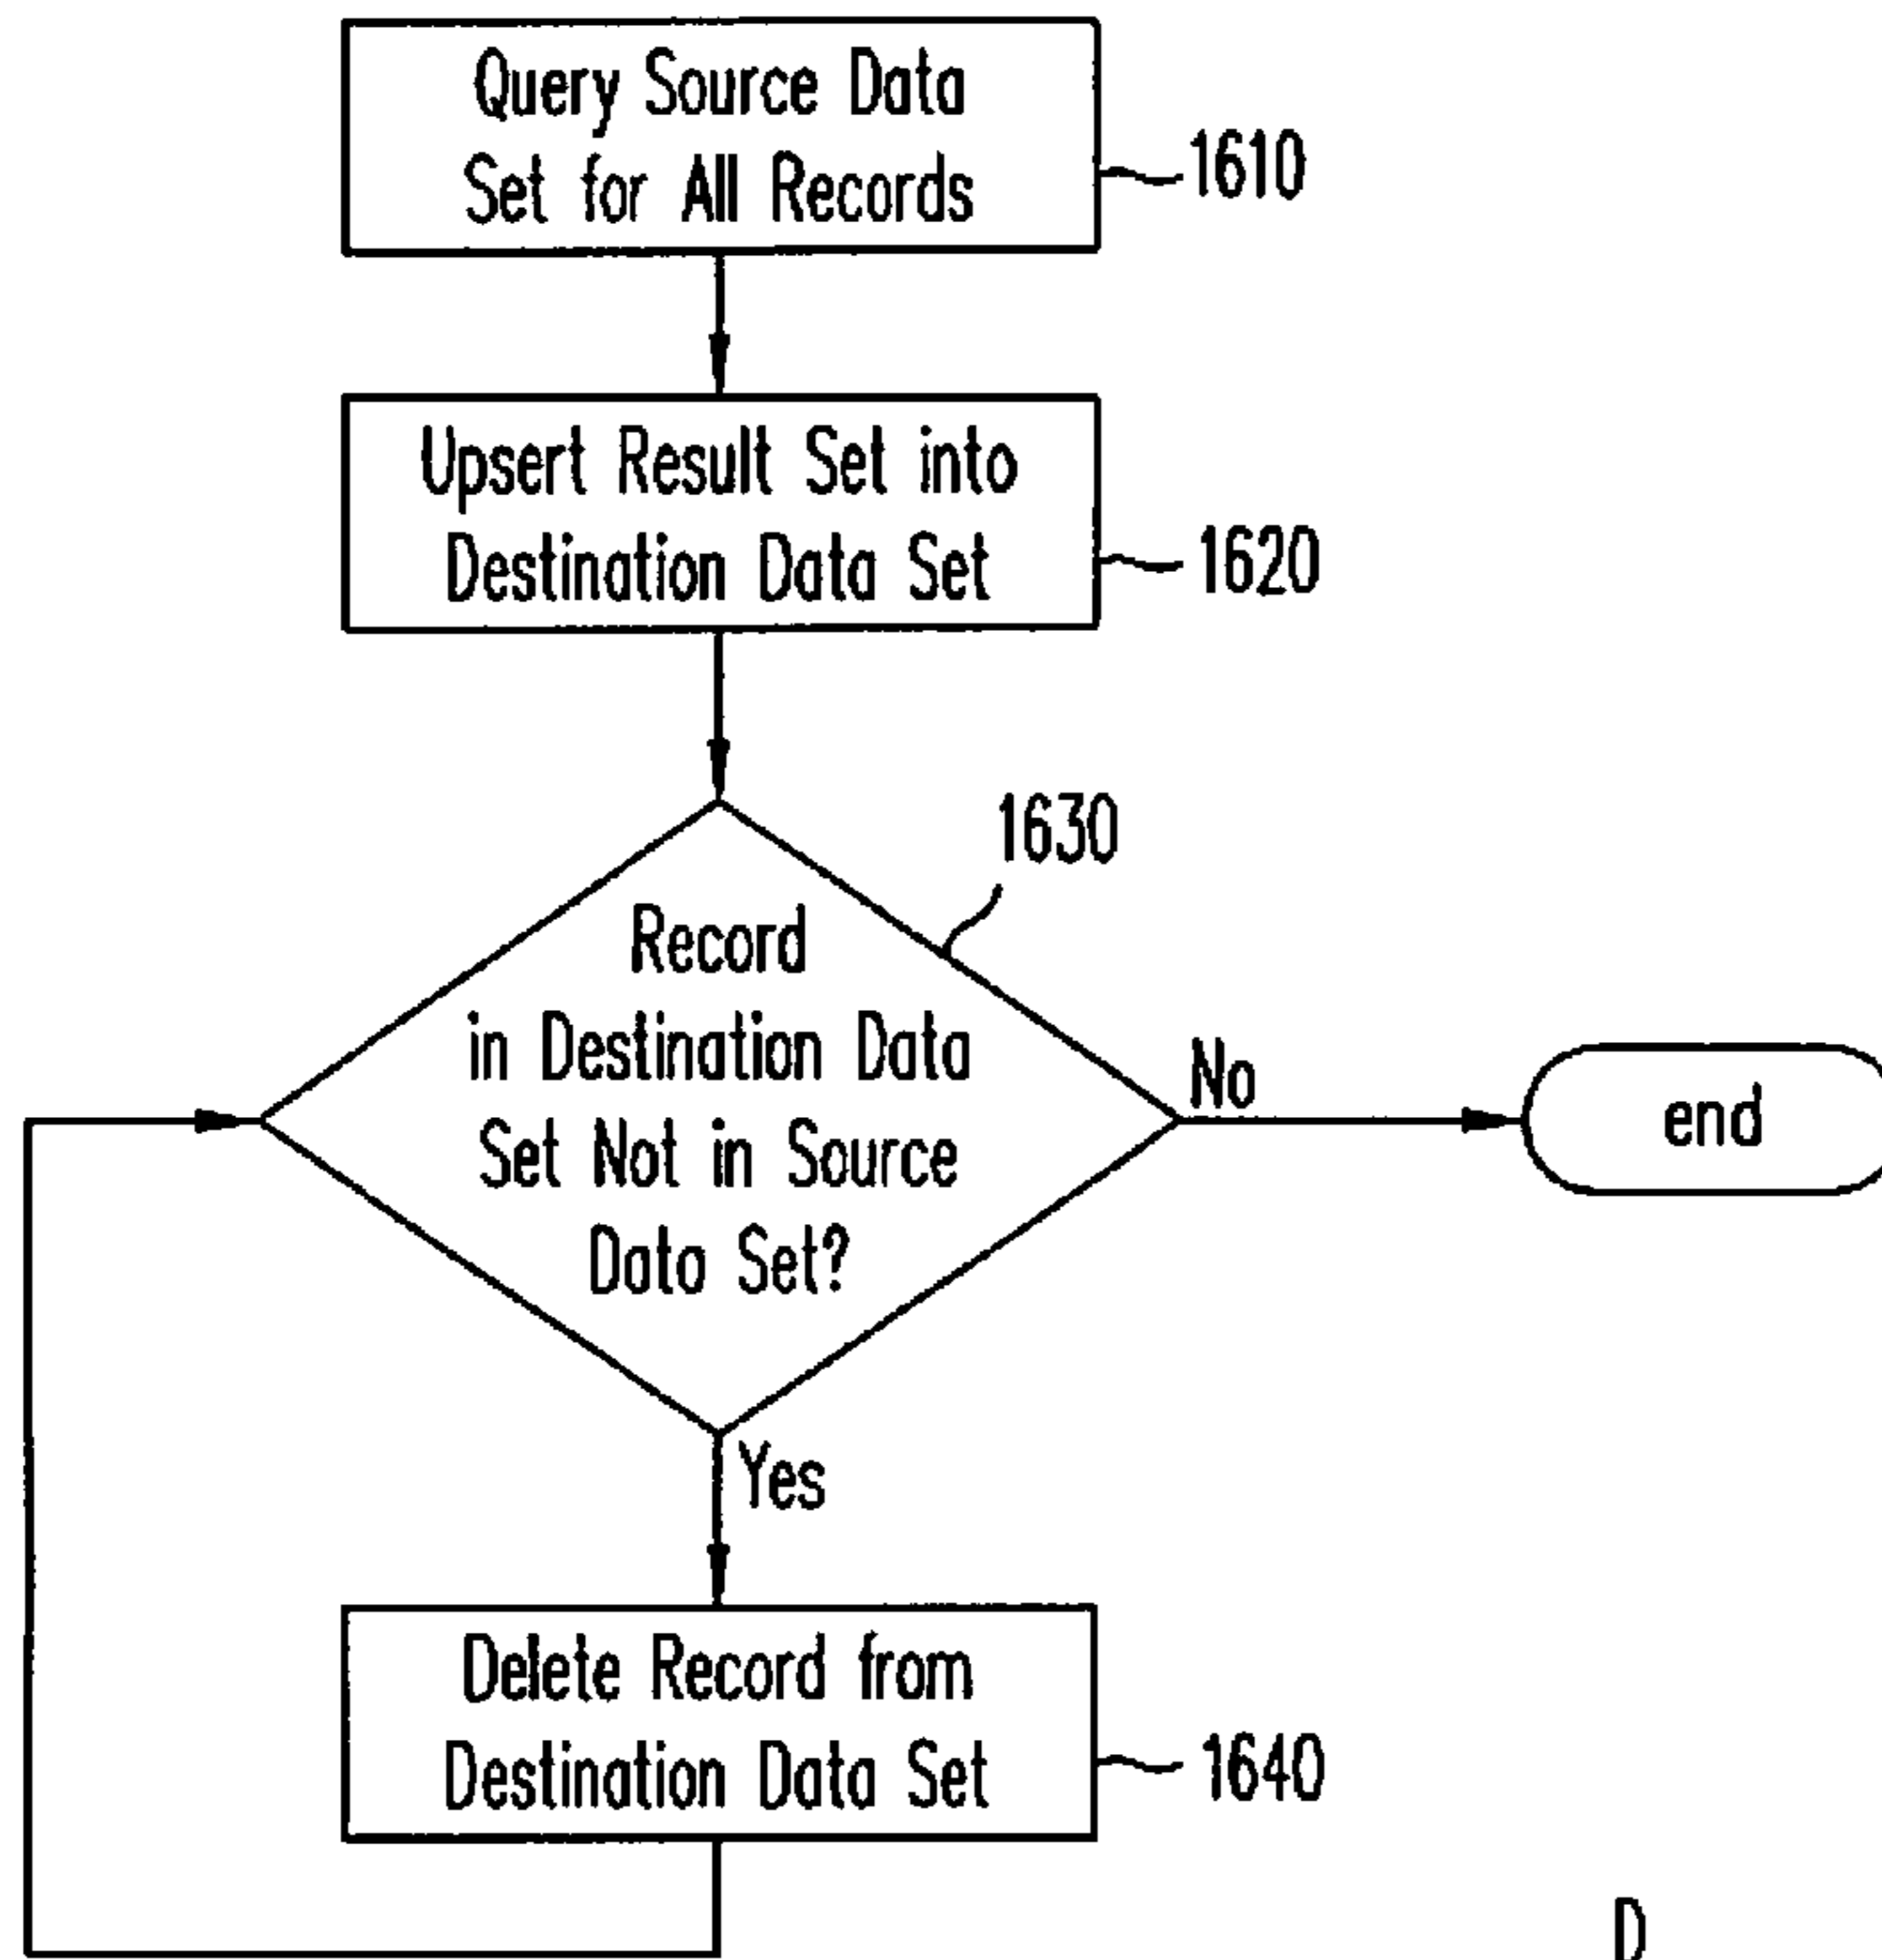 Query Source Data
Set for All Records
1610
Upsert Result Set into
Destination Data Set
1620
1630
Record
in Destination Data
Set Not in Source
Data Set?
No
end
Yes
Delete Record from
Destination Data Set
1640
D